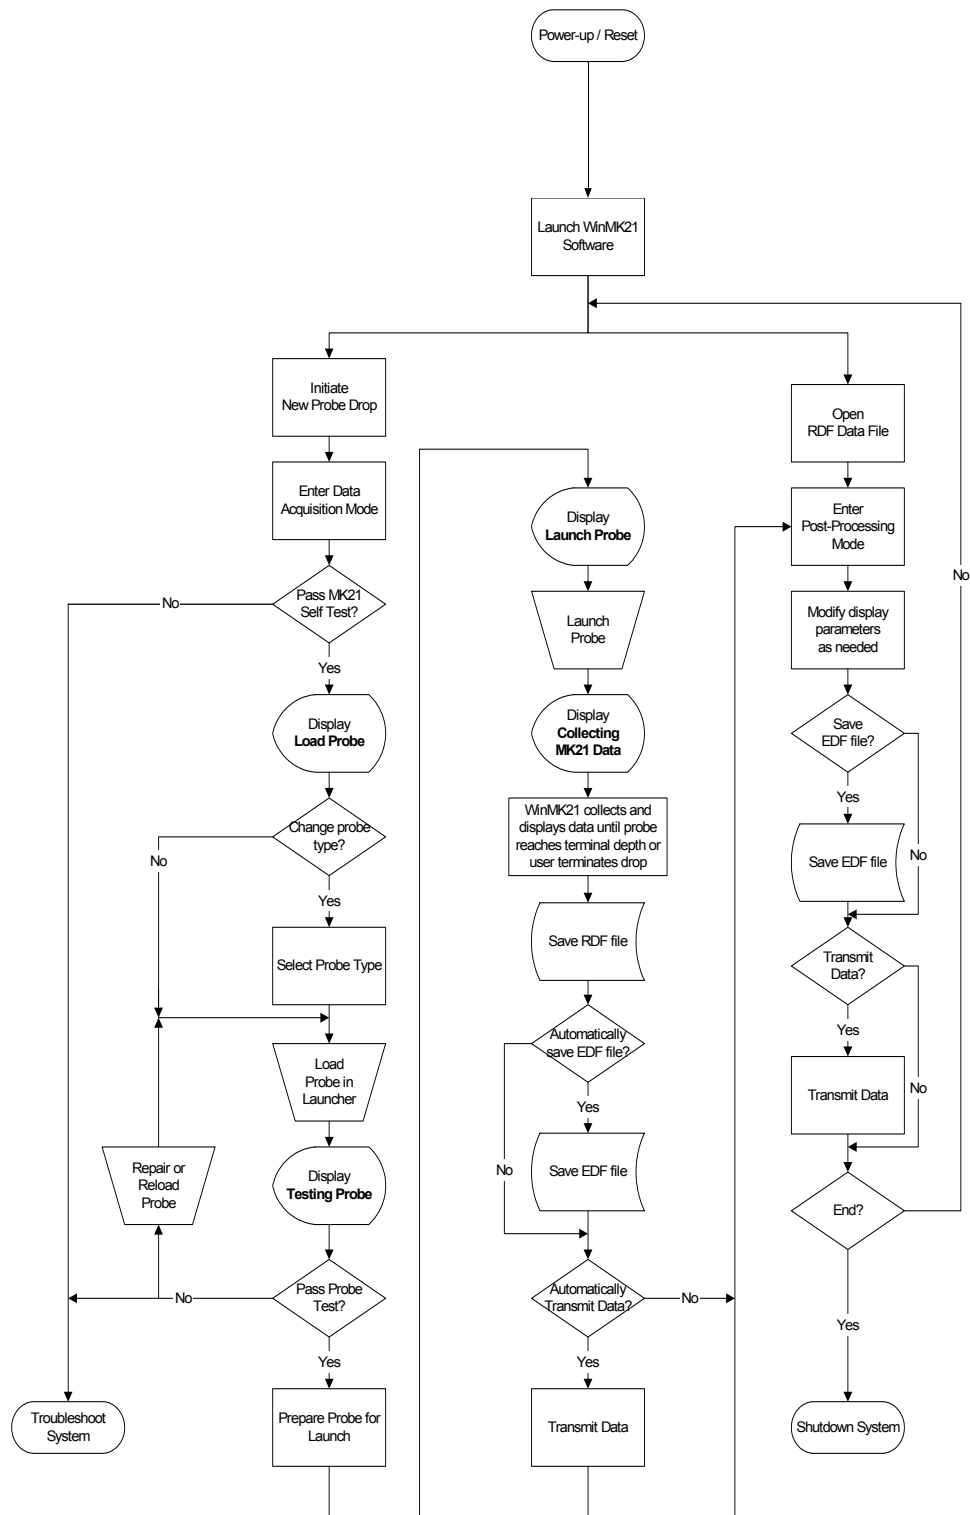 Power-up / Reset
Launch WinMK21
Software
Initiate
New Probe Drop
Enter Data
Acquisition Mode
Pass MK21
Self Test?
No
Yes
Display
Load Probe
Change probe
type?
No
Yes
Select Probe Type
Load
Probe in
Launcher
Repair or
Reload
Probe
Display
Testing Probe
Pass Probe
Test?
No
Yes
Troubleshoot
System
Prepare Probe for
Launch
Display
Launch Probe
Launch
Probe
Display
Collecting
MK21 Data
WinMK21 collects and
displays data until probe
reaches terminal depth or
user terminates drop
Save RDF file
Automatically
save EDF file?
Yes
No
Save EDF file
Automatically
Transmit Data?
No
Yes
Transmit Data
Open
RDF Data File
Enter
Post-Processing
Mode
No
Modify display
parameters
as needed
Save
EDF file?
Yes
No
Save EDF file
Transmit
Data?
Yes
No
Transmit Data
End?
Yes
Shutdown System